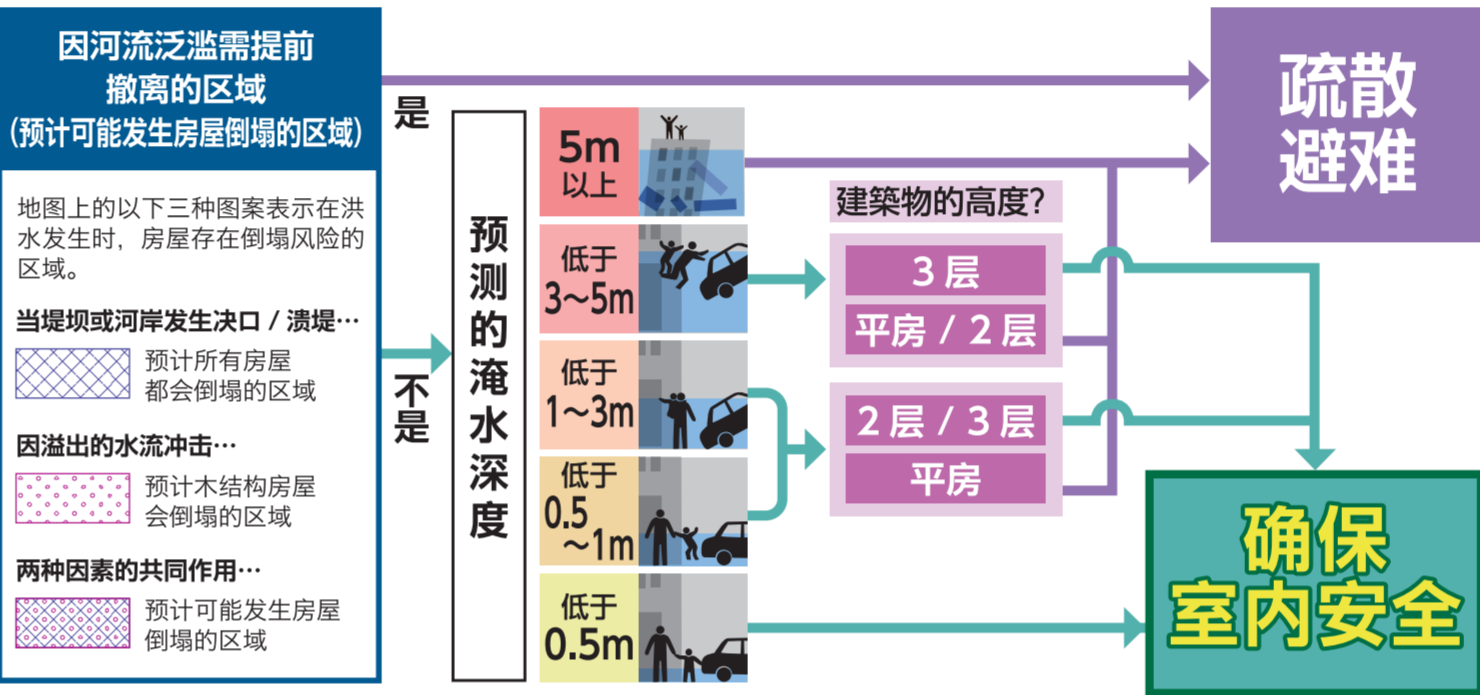 因河流泛滥需提前
撤离的区域
(预计可能发生房屋倒塌的区域)
地图上的以下三种图案表示在洪
水发生时，房屋存在倒塌风险的
区域。
当堤坝或河岸发生决口 / 溃堤…
预计所有房屋
都会倒塌的区域
因溢出的水流冲击…
预计木结构房屋
会倒塌的区域
两种因素的共同作用…
预计可能发生房屋
倒塌的区域
是
不是
预测的淹水深度
5m
以上
低于
3～5m
低于
1～3m
低于
0.5
～1m
低于
0.5m
建築物的高度?
3 层
平房 / 2 层
2 层 / 3 层
平房
疏散
避难
确保
室内安全